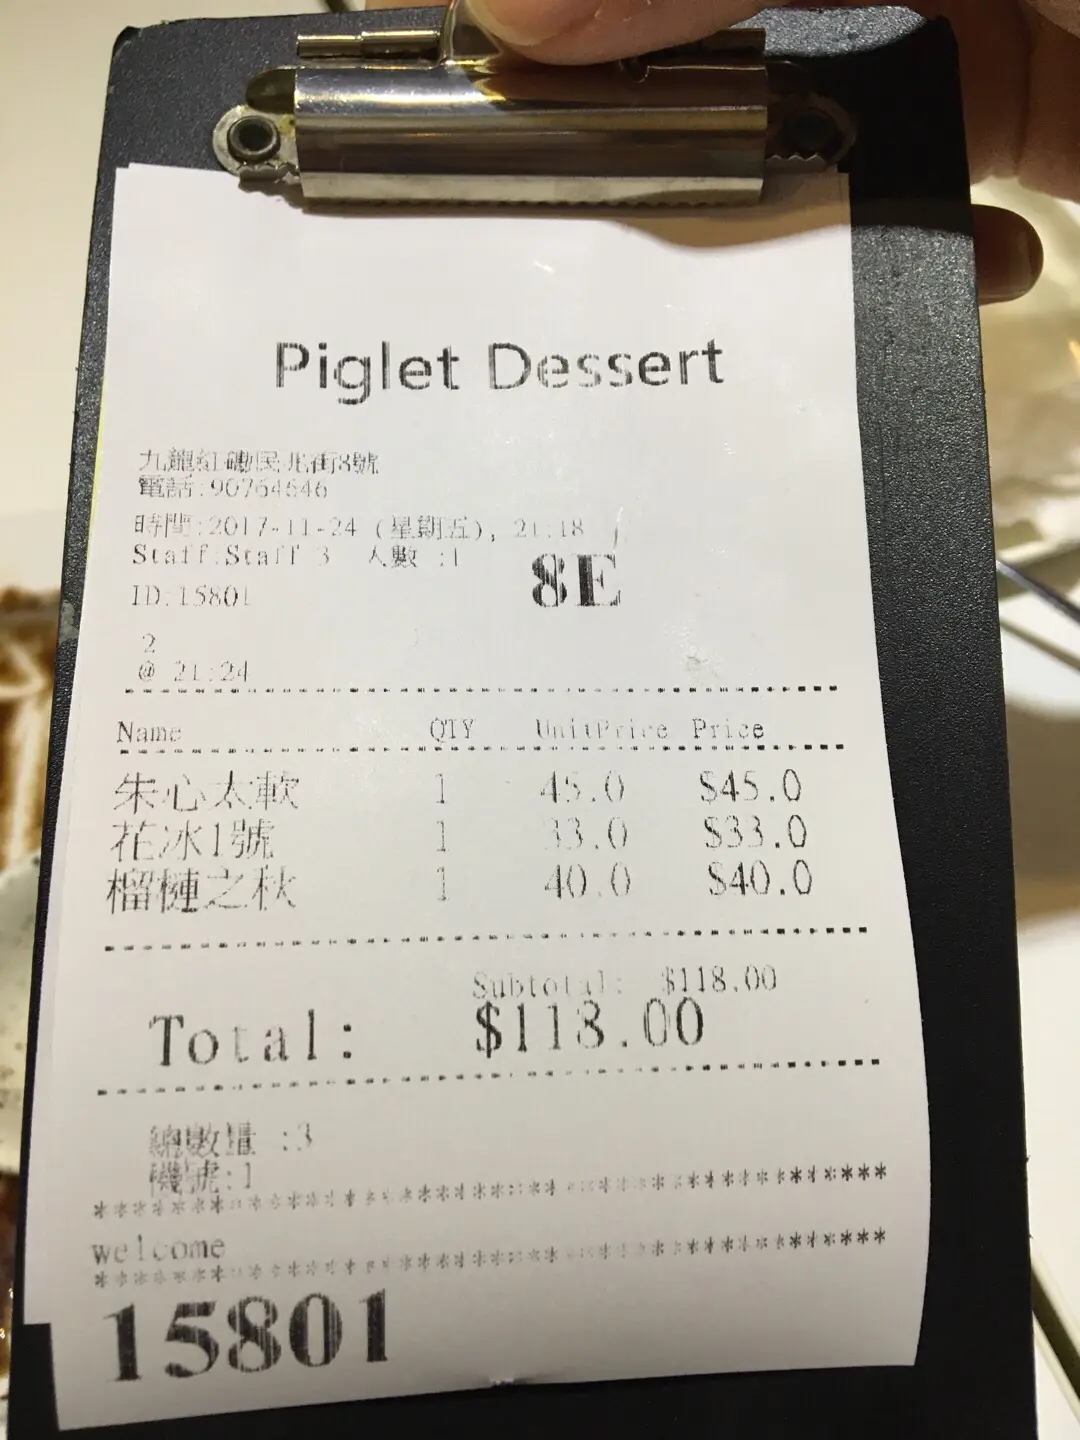 Piglet Dessert
九龍紅磡民北街8號
電話:90764646
時間:2017-11-24 (星期五), 21:18
Staff:Staff 3 人數 :1
8E
ID:15801
2
@ 21:24
Name QTY UnitPrice Price
朱心太軟 1 45.0 $45.0
花冰1號 1 33.0 $33.0
榴槤之秋 1 40.0 $40.0
Subtotal: $118.00
Total: $118.00
總數量 :3
機號:1
****************************************
welcome
****************************************
15801